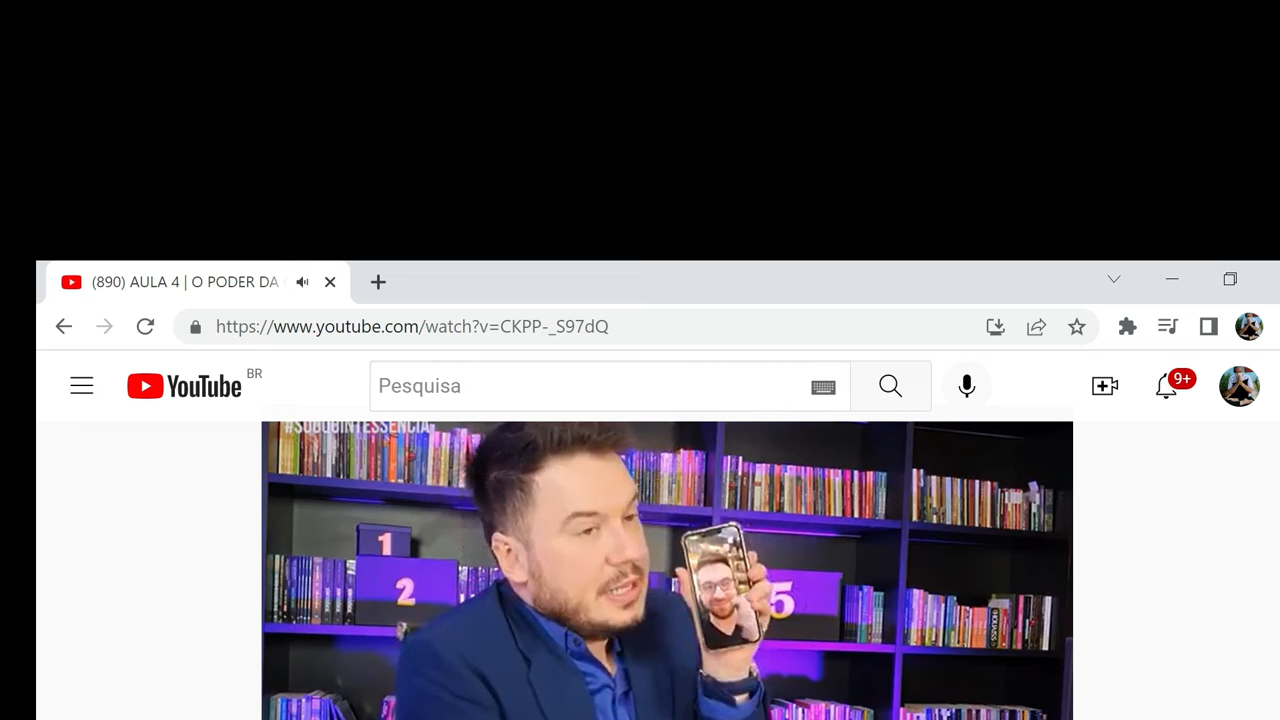 (890) AULA 4 | O PODER DA
https://www.youtube.com/watch?v=CKPP-_S97dQ
YouTube BR
Pesquisa
9+
#SUBOBINTESSENCIA
1
2
5